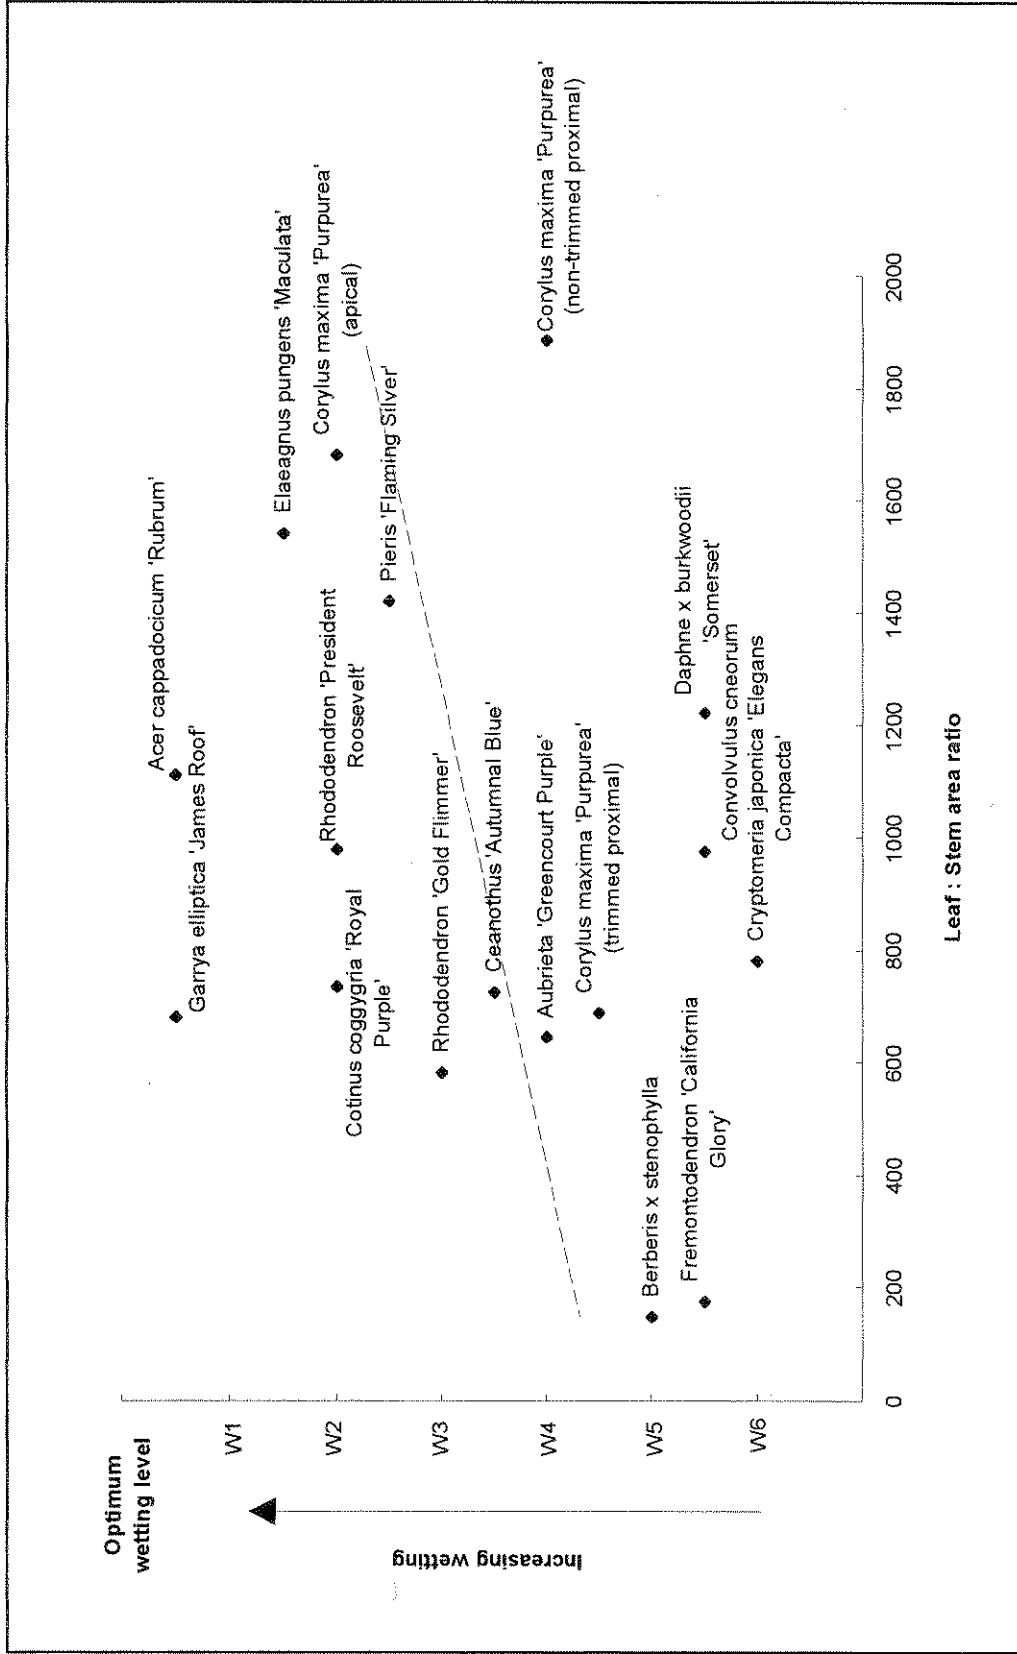 Optimum
wetting level
Increasing wetting
W1
W2
W3
W4
W5
W6
Acer cappadocicum 'Rubrum'
Garrya elliptica 'James Roof'
Elaeagnus pungens 'Maculata'
Corylus maxima 'Purpurea'
(apical)
Rhododendron 'President
Roosevelt'
Cotinus coggygria 'Royal
Purple'
Pieris 'Flaming Silver'
Rhododendron 'Gold Flimmer'
Ceanothus 'Autumnal Blue'
Corylus maxima 'Purpurea'
(non-trimmed proximal)
Aubrieta 'Greencourt Purple'
Corylus maxima 'Purpurea'
(trimmed proximal)
Berberis x stenophylla
Daphne x burkwoodii
'Somerset'
Convolvulus cneorum
Fremontodendron 'California
Glory'
Cryptomeria japonica 'Elegans
Compacta'
0
200
400
600
800
1000
1200
1400
1600
1800
2000
Leaf : Stem area ratio